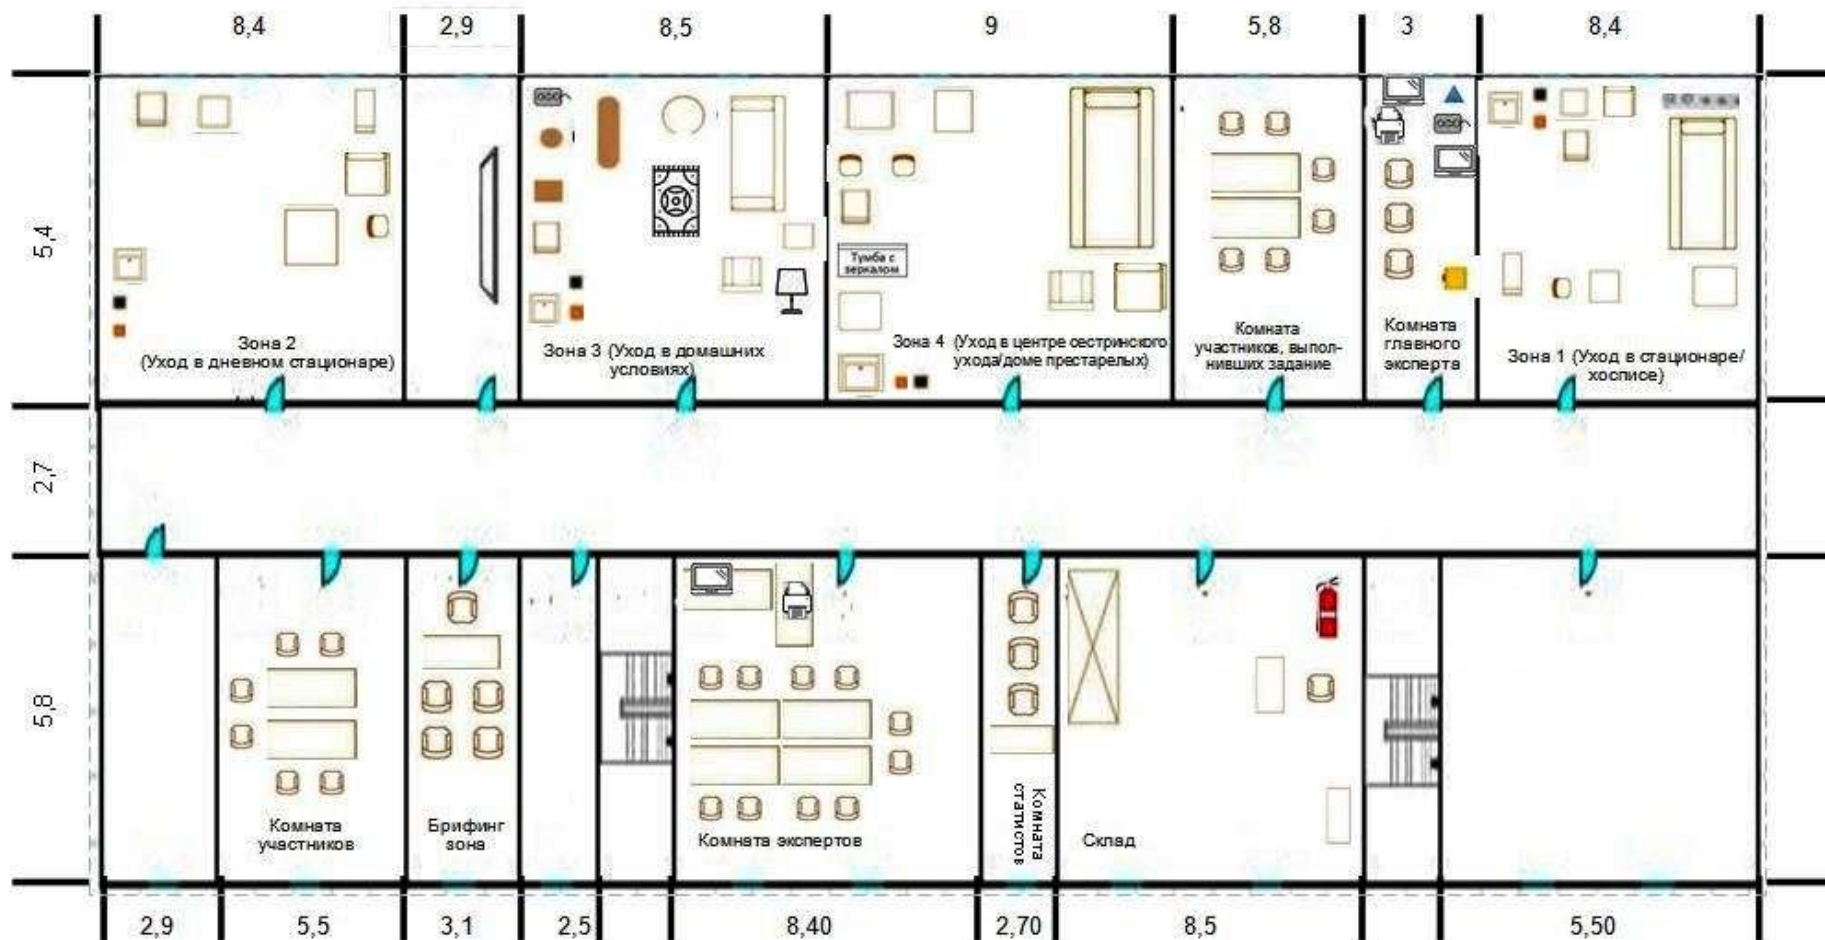 8,4
2,9
8,5
9
5,8
3
8,4
5,4
2,7
5,8
Зона 2
(Уход в дневном стационаре)
Зона 3 (Уход в домашних
условиях)
Тумба с
зеркалом
Зона 4 (Уход в центре сестринского
ухода/доме престарелых)
Комната
участников, выпол-
нивших задание
Комната
главного
эксперта
Зона 1 (Уход в стационаре/
хосписе)
Комната
участников
Брифинг
зона
Комната экспертов
Комната
статистов
Склад
2,9
5,5
3,1
2,5
8,40
2,70
8,5
5,50